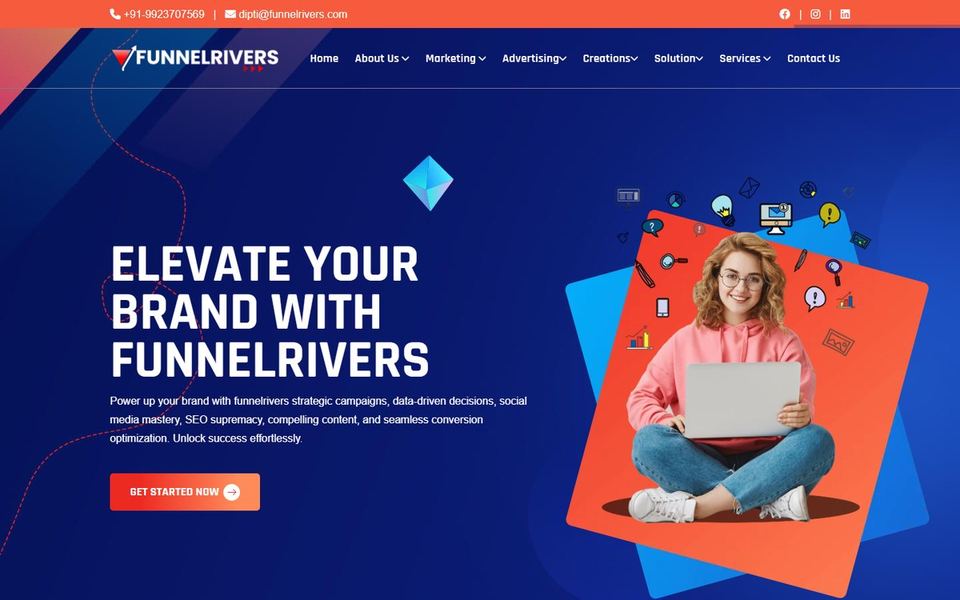 +91-9923707569 | dipti@funnelrivers.com | |
FUNNELRIVERS
Home About Us Marketing Advertising Creations Solution Services Contact Us
ELEVATE YOUR
BRAND WITH
FUNNELRIVERS
Power up your brand with funnelrivers strategic campaigns, data-driven decisions, social
media mastery, SEO supremacy, compelling content, and seamless conversion
optimization. Unlock success effortlessly.
GET STARTED NOW